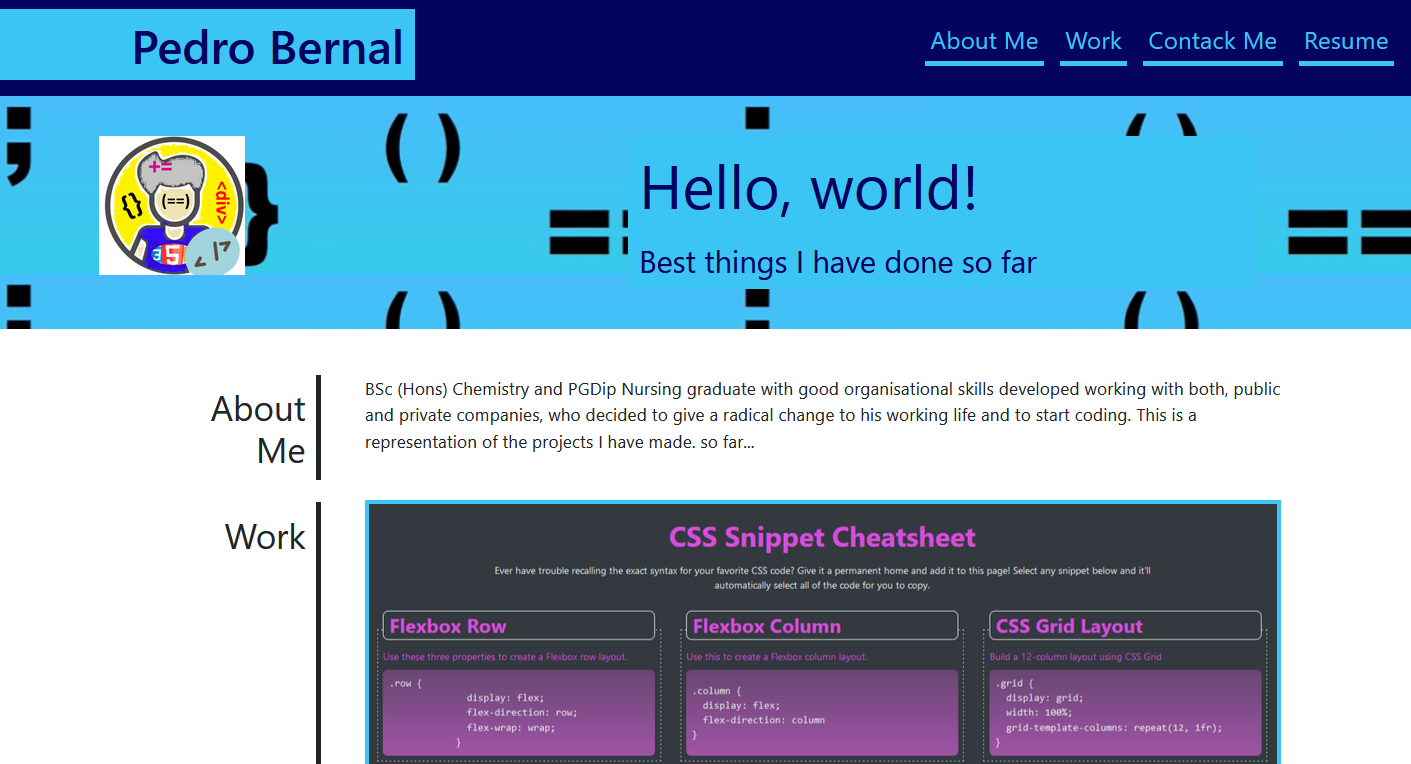 Pedro Bernal
About Me Work Contack Me Resume
; ( ) ; ( )
+=
{} (==) <div> }
3 5 </>
== ==
Hello, world!
Best things I have done so far
; ( ) ; ( )
About
Me
BSc (Hons) Chemistry and PGDip Nursing graduate with good organisational skills developed working with both, public
and private companies, who decided to give a radical change to his working life and to start coding. This is a
representation of the projects I have made. so far...
Work
CSS Snippet Cheatsheet
Ever have trouble recalling the exact syntax for your favorite CSS code? Give it a permanent home and add it to this page! Select any snippet below and it'll
automatically select all of the code for you to copy.
Flexbox Row
Use these three properties to create a Flexbox row layout.
.row {
display: flex;
flex-direction: row;
flex-wrap: wrap;
}
Flexbox Column
Use this to create a Flexbox column layout.
.column {
display: flex;
flex-direction: column
}
CSS Grid Layout
Build a 12-column layout using CSS Grid
.grid {
display: grid;
width: 100%;
grid-template-columns: repeat(12, 1fr);
}